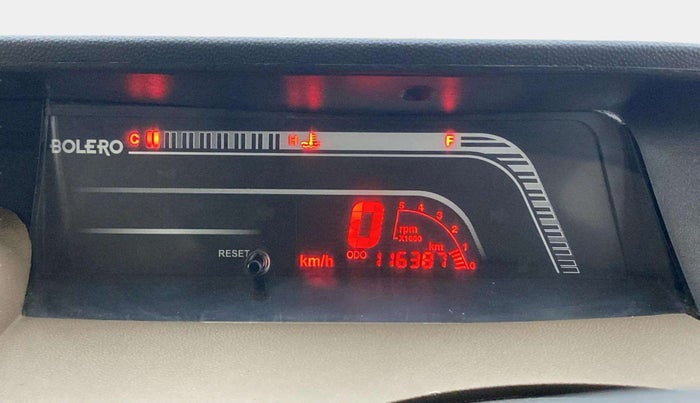 BOLERO C H F
5 4 3 2 1 0
rpm
X1000
0
RESET
km
km/h ODO 116387